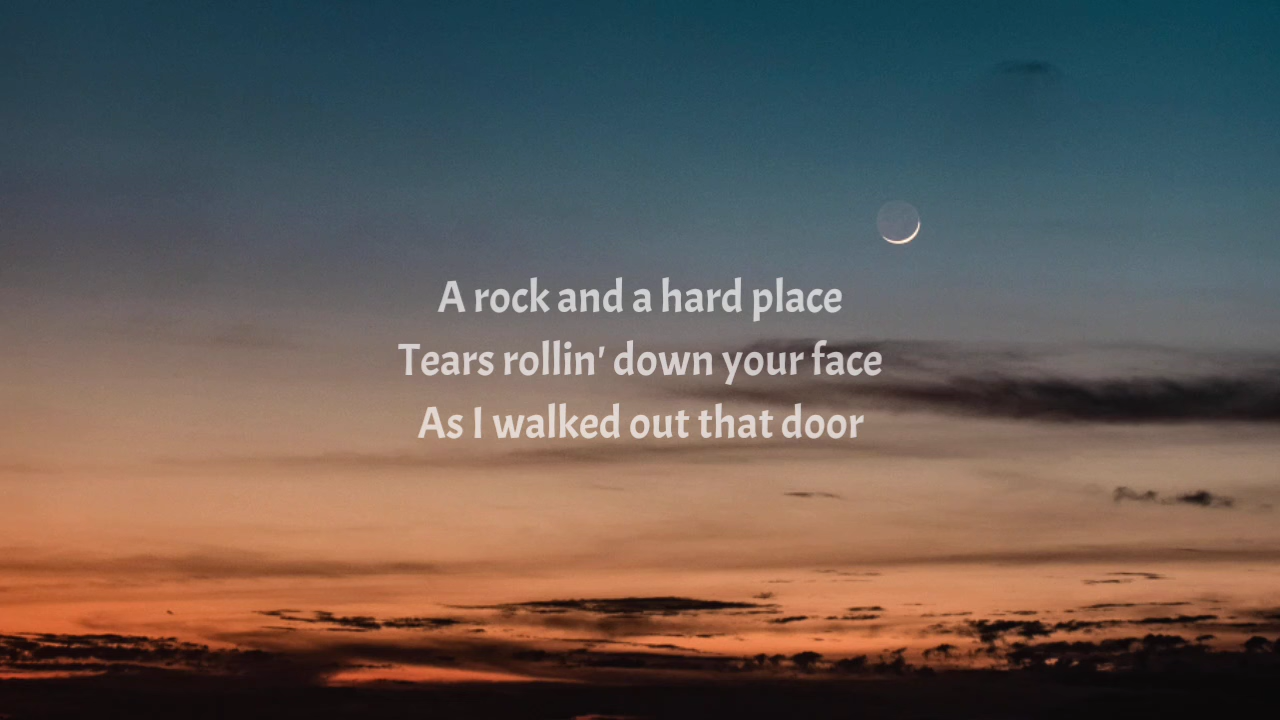 A rock and a hard place
Tears rollin' down your face
As I walked out that door